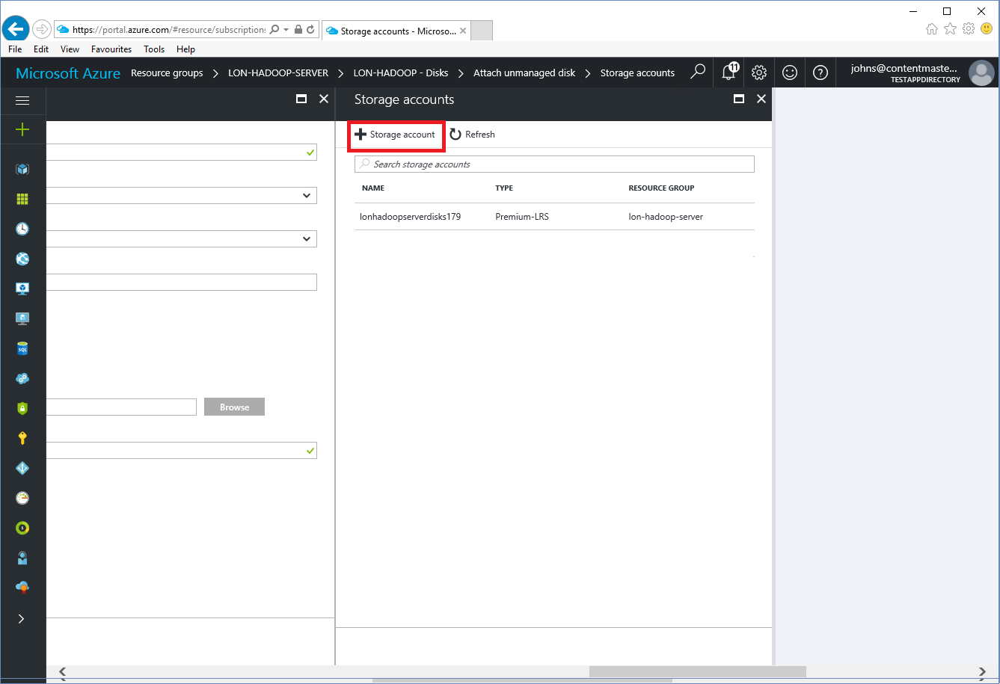 https://portal.azure.com/#resource/subscriptions
Storage accounts - Microso...
File Edit View Favourites Tools Help
Microsoft Azure Resource groups LON-HADOOP-SERVER LON-HADOOP - Disks Attach unmanaged disk Storage accounts 11 johns@contentmaste...
TESTAPPDIRECTORY
Storage accounts
Storage account Refresh
Search storage accounts
NAME TYPE RESOURCE GROUP
lonhadoopserverdisks179 Premium-LRS lon-hadoop-server
SQL
Browse